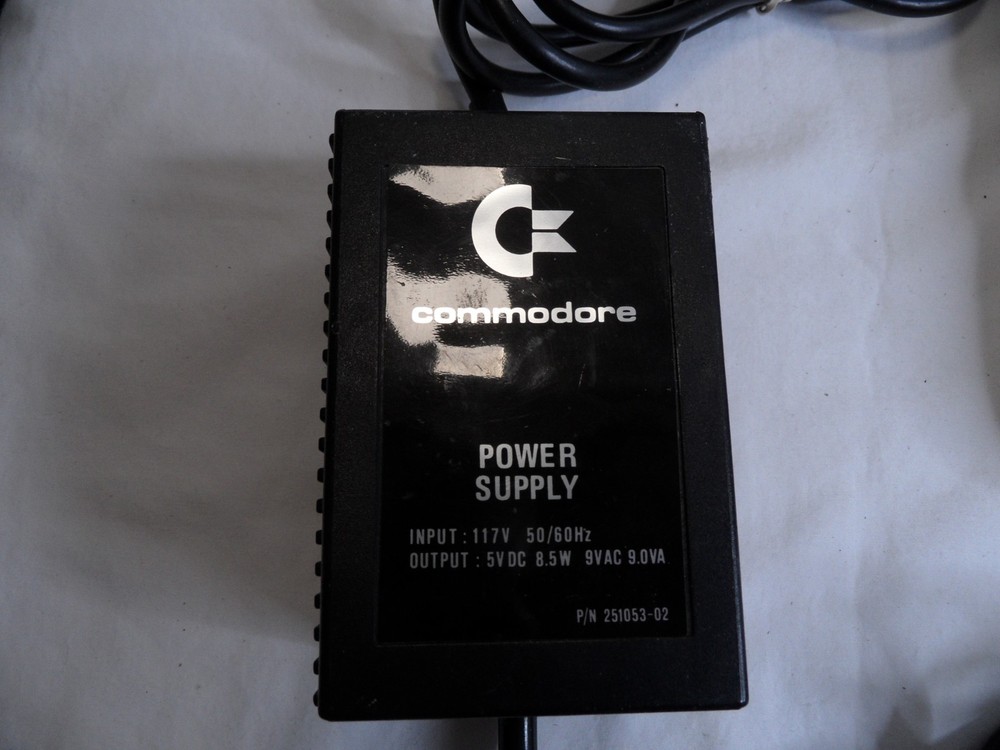 commodore
POWER
SUPPLY
INPUT : 117V 50/60Hz
OUTPUT : 5VDC 8.5W 9VAC 9.0VA
P/N 251053-02